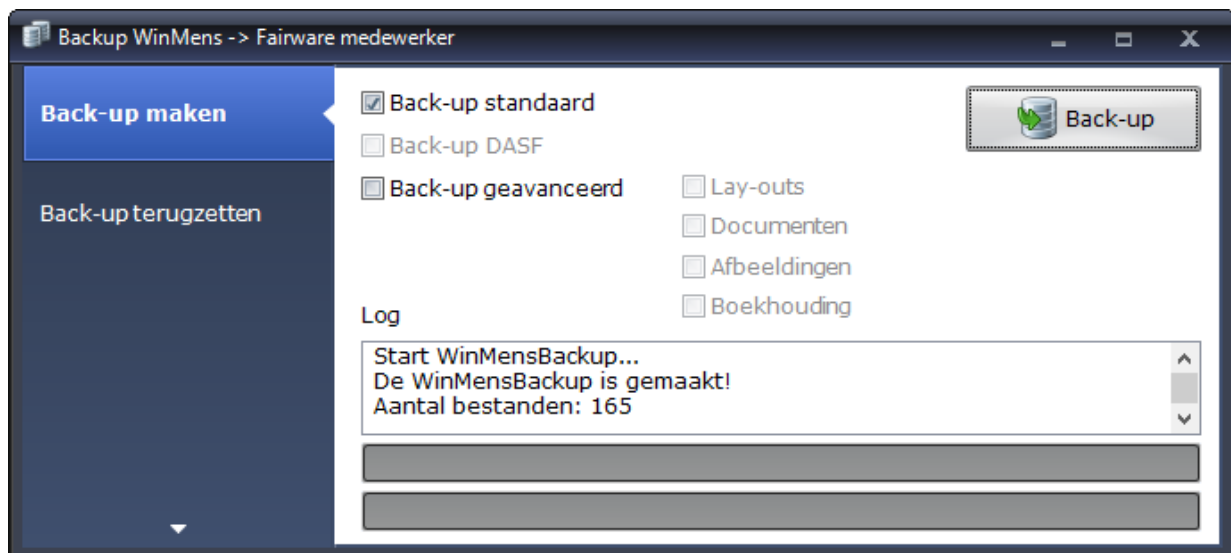 Backup WinMens -> Fairware medewerker
Back-up maken
Back-up terugzetten
Back-up standaard
Back-up DASF
Back-up geavanceerd
Lay-outs
Documenten
Afbeeldingen
Boekhouding
Back-up
Log
Start WinMensBackup...
De WinMensBackup is gemaakt!
Aantal bestanden: 165